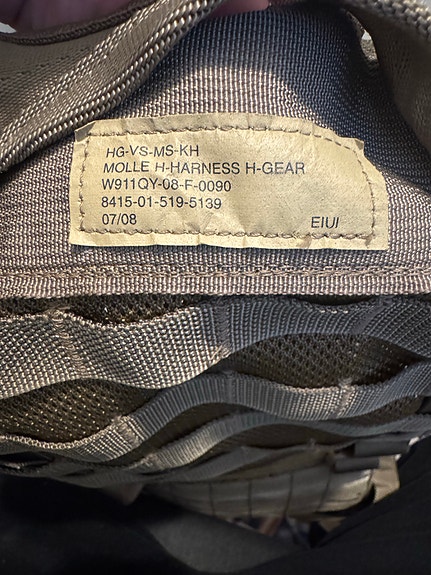 HG-VS-MS-KH
MOLLE H-HARNESS H-GEAR
W911QY-08-F-0090
8415-01-519-5139
07/08 EIUI